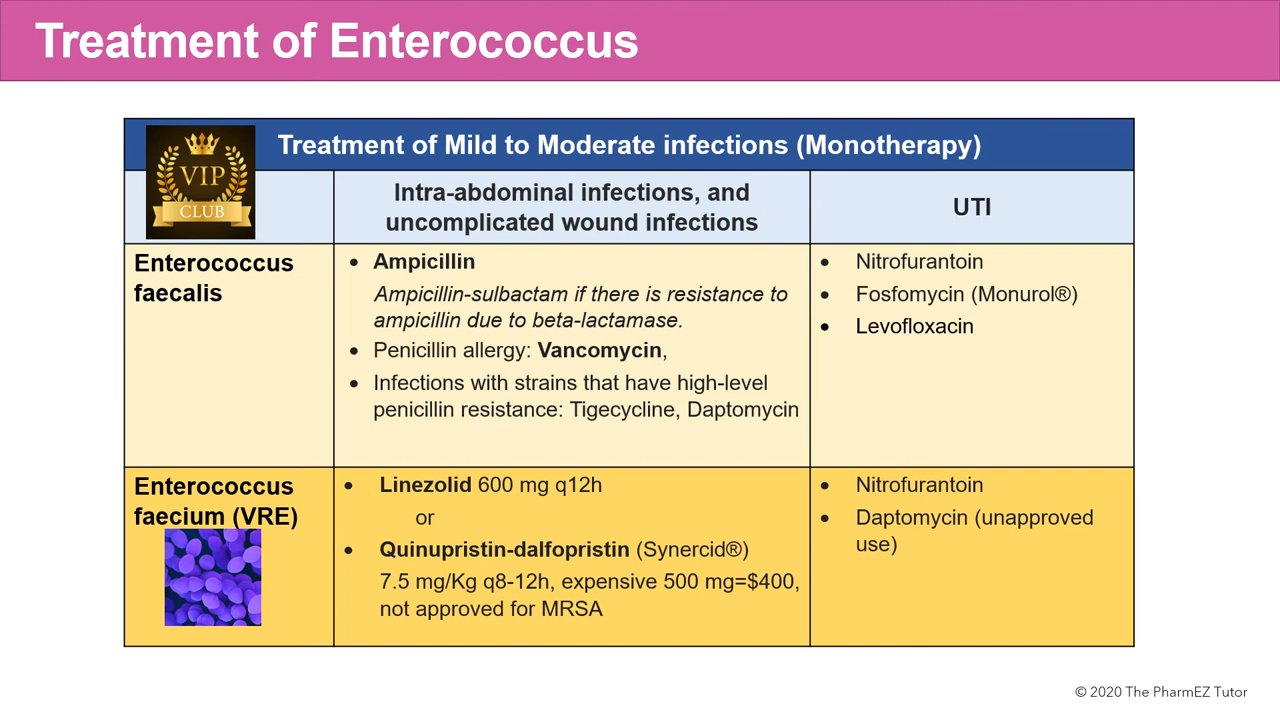 Treatment of Enterococcus
VIP
CLUB
Treatment of Mild to Moderate infections (Monotherapy)
Intra-abdominal infections, and
uncomplicated wound infections
UTI
Enterococcus
faecalis
• Ampicillin
Ampicillin-sulbactam if there is resistance to
ampicillin due to beta-lactamase.
• Penicillin allergy: Vancomycin,
• Infections with strains that have high-level
penicillin resistance: Tigecycline, Daptomycin
• Nitrofurantoin
• Fosfomycin (Monurol®)
• Levofloxacin
Enterococcus
faecium (VRE)
• Linezolid 600 mg q12h
or
• Quinupristin-dalfopristin (Synercid®)
7.5 mg/Kg q8-12h, expensive 500 mg=$400,
not approved for MRSA
• Nitrofurantoin
• Daptomycin (unapproved
use)
© 2020 The PharmEZ Tutor